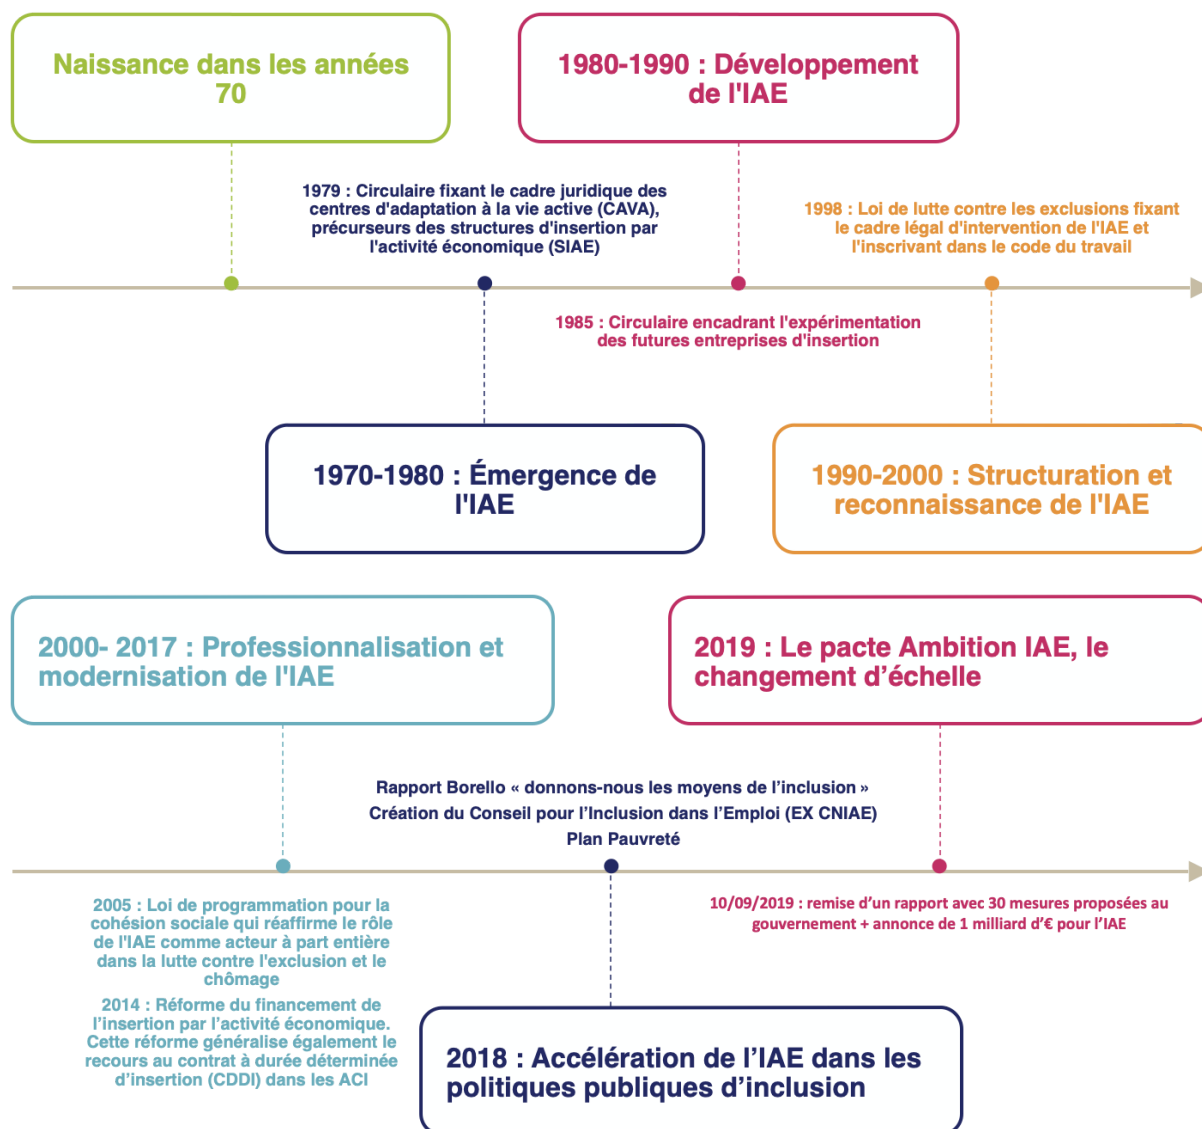 Naissance dans les années
70
1980-1990 : Développement
de l'IAE
1979 : Circulaire fixant le cadre juridique des
centres d'adaptation à la vie active (CAVA),
précurseurs des structures d'insertion par
l'activité économique (SIAE)
1998 : Loi de lutte contre les exclusions fixant
le cadre légal d'intervention de l'IAE et
l'inscrivant dans le code du travail
1985 : Circulaire encadrant l'expérimentation
des futures entreprises d'insertion
1970-1980 : Émergence de
l'IAE
1990-2000 : Structuration et
reconnaissance de l'IAE
2000- 2017 : Professionnalisation et
modernisation de l'IAE
2019 : Le pacte Ambition IAE, le
changement d’échelle
Rapport Borello « donnons-nous les moyens de l’inclusion »
Création du Conseil pour l’Inclusion dans l’Emploi (EX CNIAE)
Plan Pauvreté
2005 : Loi de programmation pour la
cohésion sociale qui réaffirme le rôle
de l'IAE comme acteur à part entière
dans la lutte contre l'exclusion et le
chômage
2014 : Réforme du financement de
l’insertion par l’activité économique.
Cette réforme généralise également le
recours au contrat à durée déterminée
d’insertion (CDDI) dans les ACI
10/09/2019 : remise d’un rapport avec 30 mesures proposées au
gouvernement + annonce de 1 milliard d’€ pour l’IAE
2018 : Accélération de l’IAE dans les
politiques publiques d’inclusion